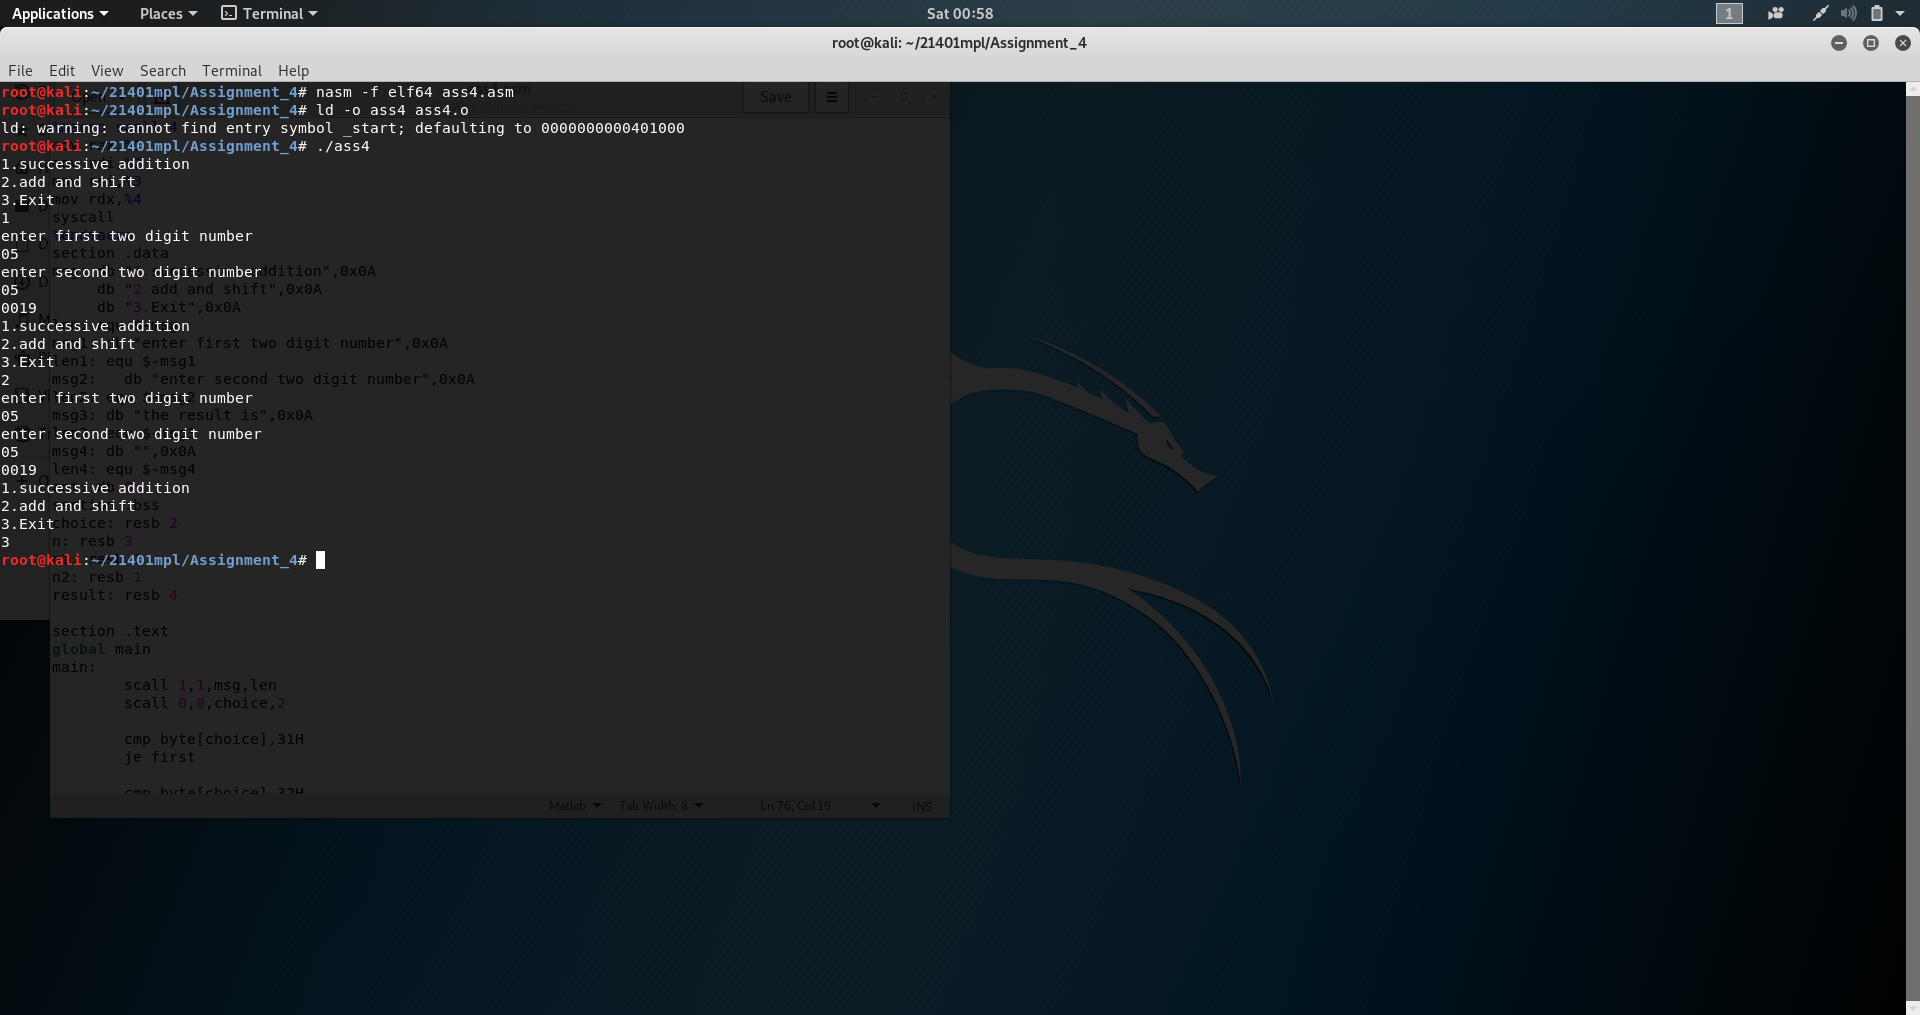 Applications Places Terminal Sat 00:58 1
root@kali: ~/21401mpl/Assignment_4
File Edit View Search Terminal Help
root@kali:~/21401mpl/Assignment_4# nasm -f elf64 ass4.asm
root@kali:~/21401mpl/Assignment_4# ld -o ass4 ass4.o
Save
ld: warning: cannot find entry symbol _start; defaulting to 0000000000401000
root@kali:~/21401mpl/Assignment_4# ./ass4
1.successive addition
2.add and shift
3.Exit
mov rdx,%4
1
syscall
enter first two digit number
05
section .data
enter second two digit number
addition",0x0A
05
db "2.add and shift",0x0A
0019
db "3.Exit",0x0A
1.successive addition
2.add and shift
"enter first two digit number",0x0A
3.Exit
len1: equ $-msg1
2
msg2: db "enter second two digit number",0x0A
enter first two digit number
05
msg3: db "the result is",0x0A
enter second two digit number
05
msg4: db "",0x0A
0019
len4: equ $-msg4
1.successive addition
2.add and shift
3.Exit
choice: resb 2
3
n: resb 3
root@kali:~/21401mpl/Assignment_4#
n2: resb 1
result: resb 4
section .text
global main
main:
scall 1,1,msg,len
scall 0,0,choice,2
cmp byte[choice],31H
je first
cmp byte[choice],32H
Matlab Tab Width: 8 Ln 76, Col 19 INS